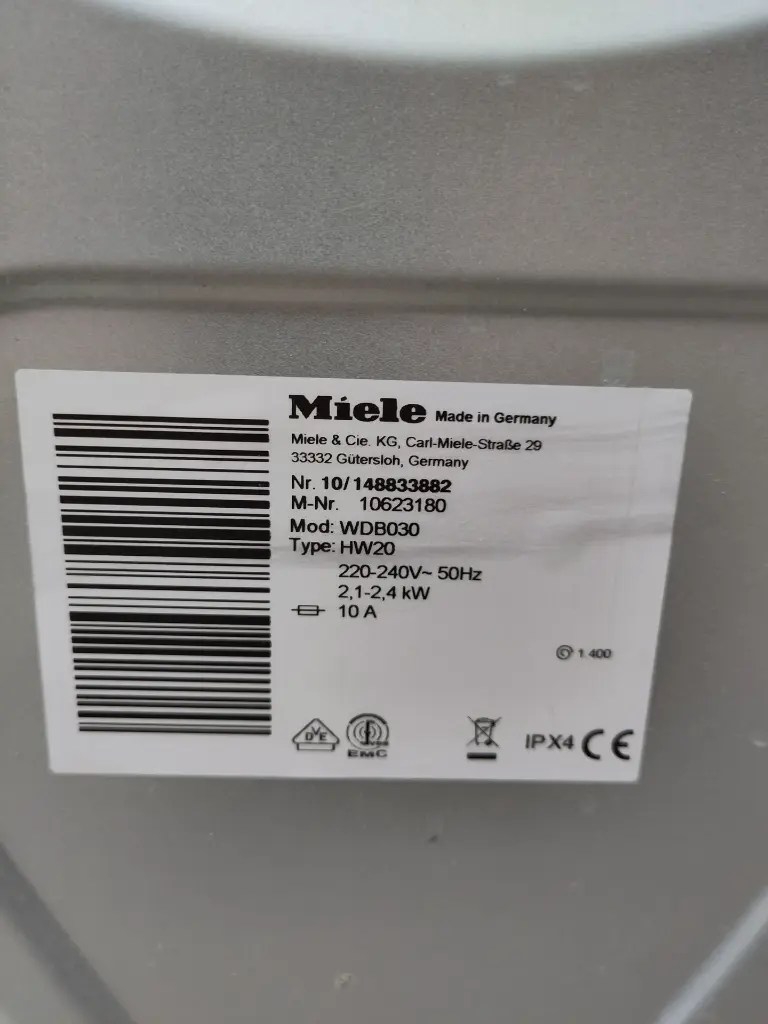 Miele Made in Germany
Miele & Cie. KG, Carl-Miele-Straße 29
33332 Gütersloh, Germany
Nr. 10/148833882
M-Nr. 10623180
Mod: WDB030
Type: HW20
220-240V~ 50Hz
2,1-2,4 kW
10 A
1.400
DVE
EMC
IPX4 CE